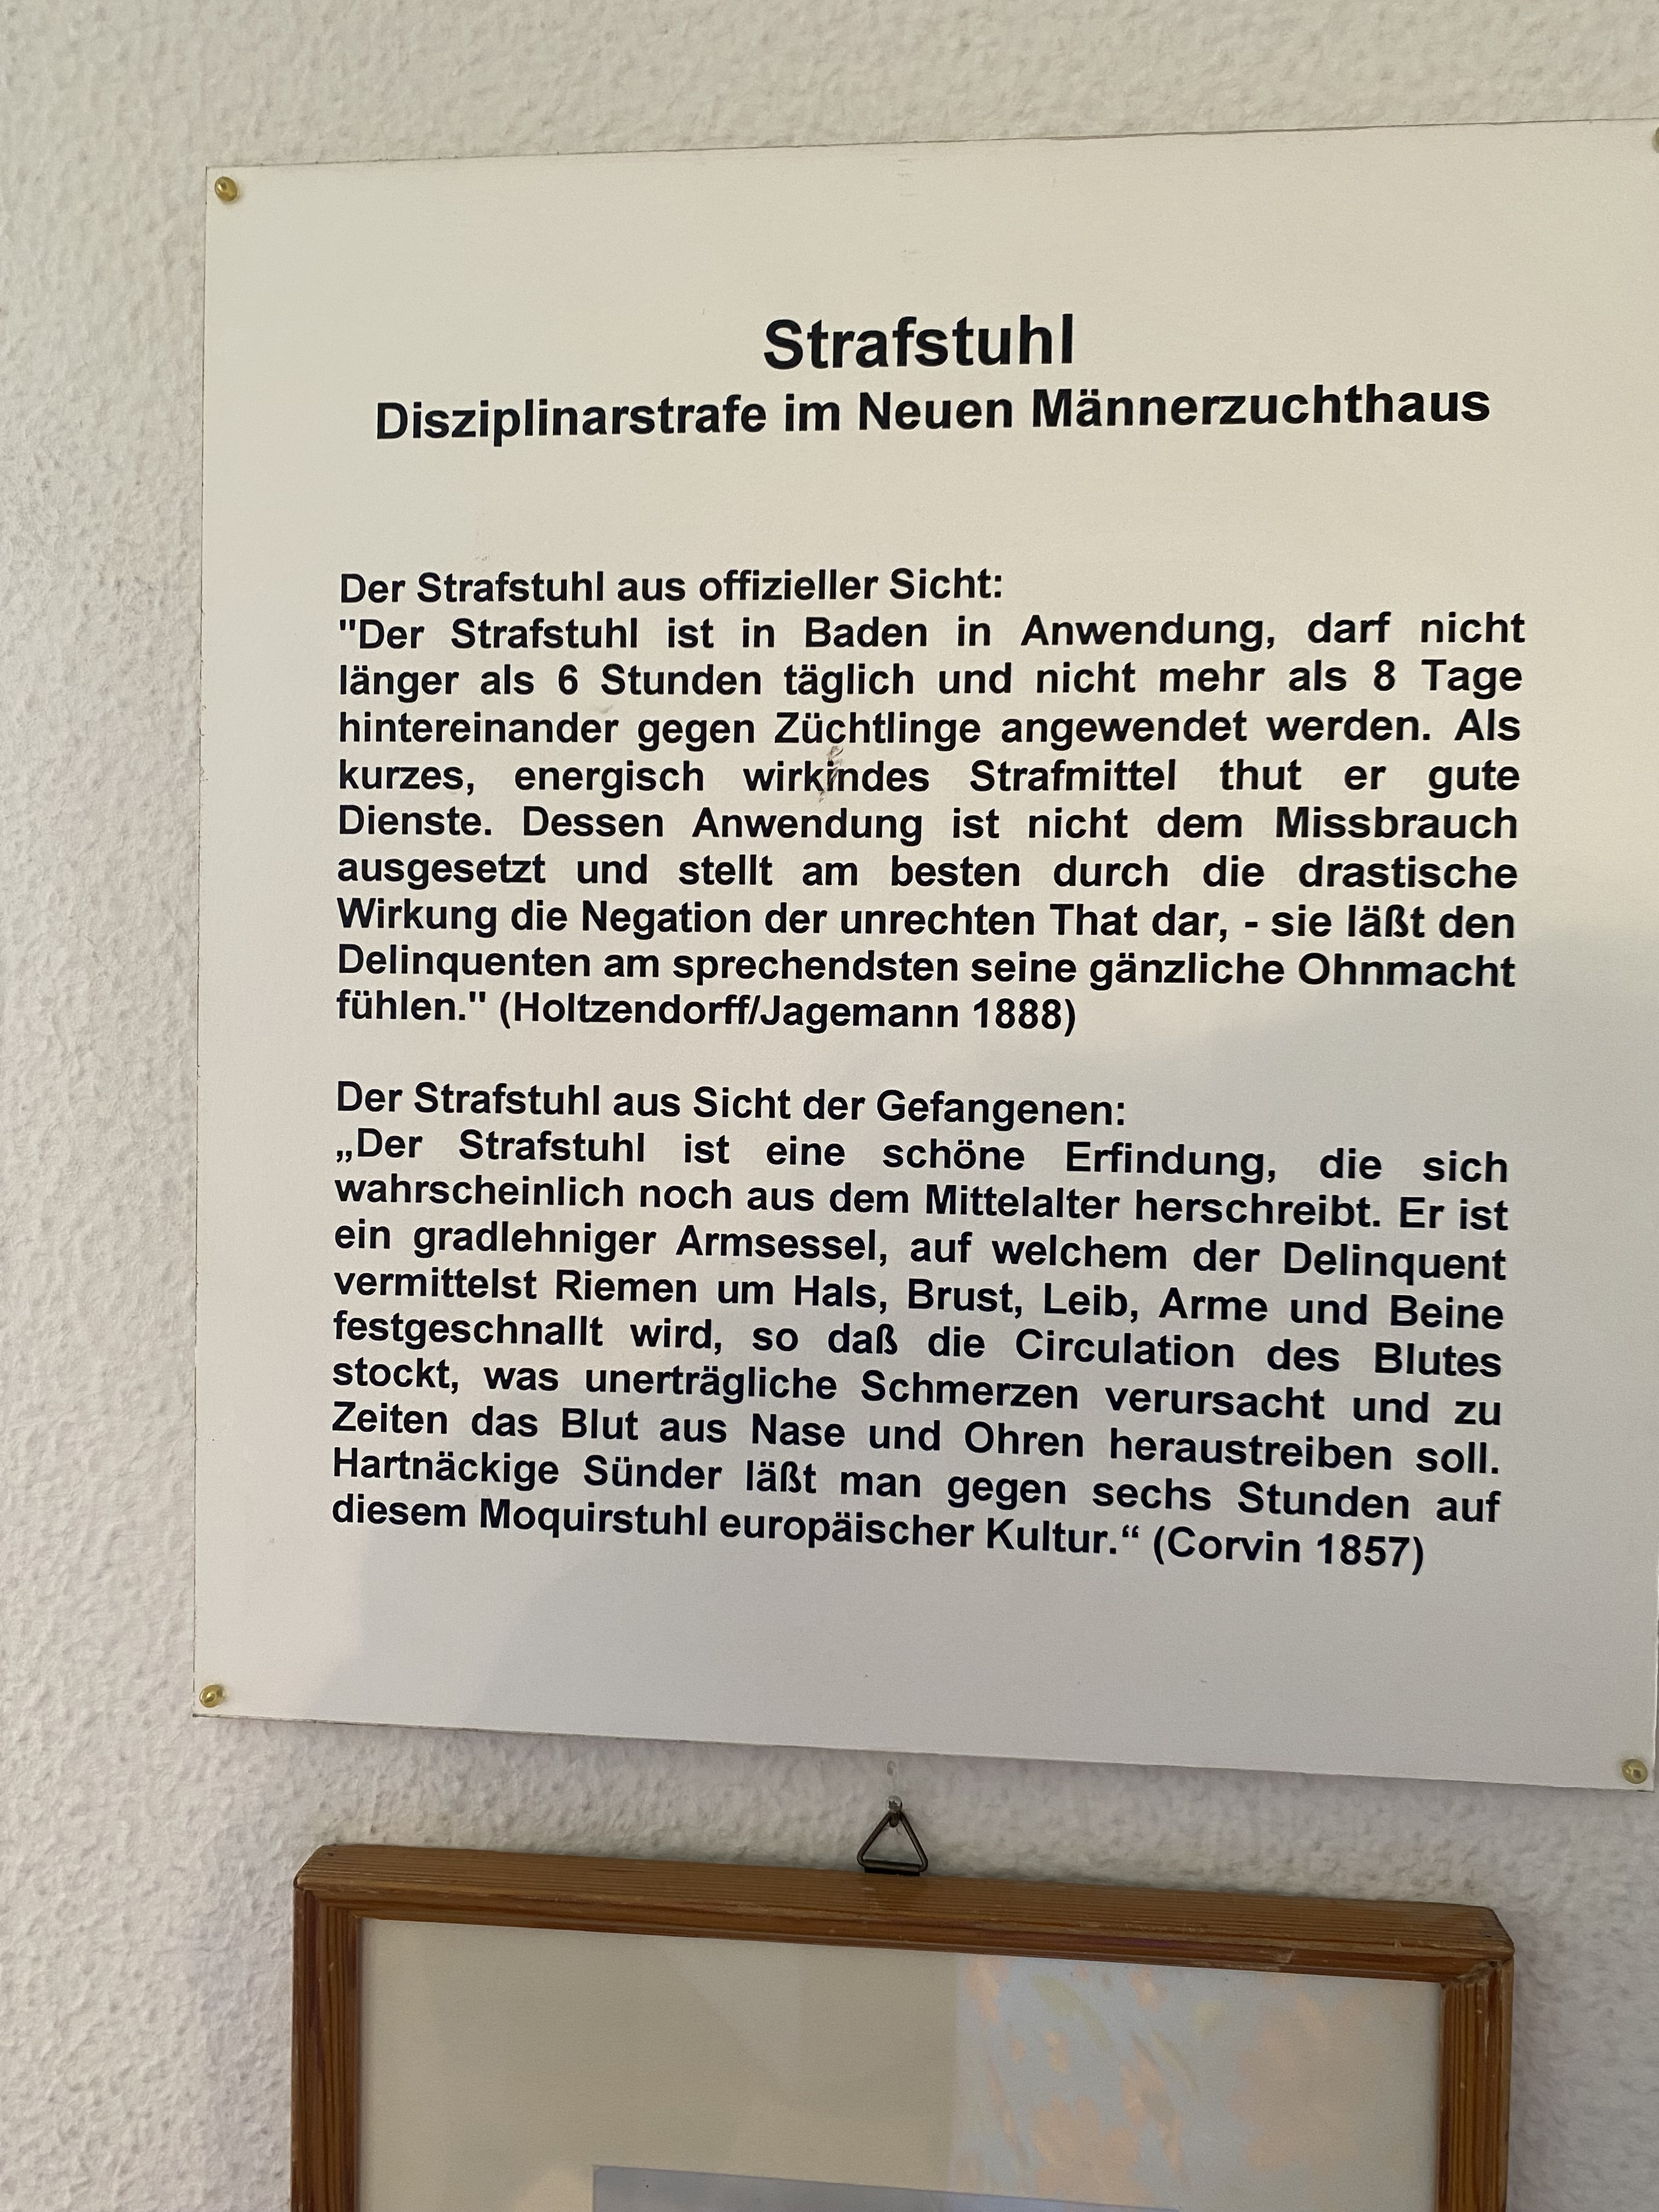 Strafstuhl
Disziplinarstrafe im Neuen Männerzuchthaus
Der Strafstuhl aus offizieller Sicht:
"Der Strafstuhl ist in Baden in Anwendung, darf nicht
länger als 6 Stunden täglich und nicht mehr als 8 Tage
hintereinander gegen Züchtlinge angewendet werden. Als
kurzes, energisch wirkindes Strafmittel thut er gute
Dienste. Dessen Anwendung ist nicht dem Missbrauch
ausgesetzt und stellt am besten durch die drastische
Wirkung die Negation der unrechten That dar, - sie läßt den
Delinquenten am sprechendsten seine gänzliche Ohnmacht
fühlen." (Holtzendorff/Jagemann 1888)
Der Strafstuhl aus Sicht der Gefangenen:
„Der Strafstuhl ist eine schöne Erfindung, die sich
wahrscheinlich noch aus dem Mittelalter herschreibt. Er ist
ein gradlehniger Armsessel, auf welchem der Delinquent
vermittelst Riemen um Hals, Brust, Leib, Arme und Beine
festgeschnallt wird, so daß die Circulation des Blutes
stockt, was unerträgliche Schmerzen verursacht und zu
Zeiten das Blut aus Nase und Ohren heraustreiben soll.
Hartnäckige Sünder läßt man gegen sechs Stunden auf
diesem Moquirstuhl europäischer Kultur.“ (Corvin 1857)